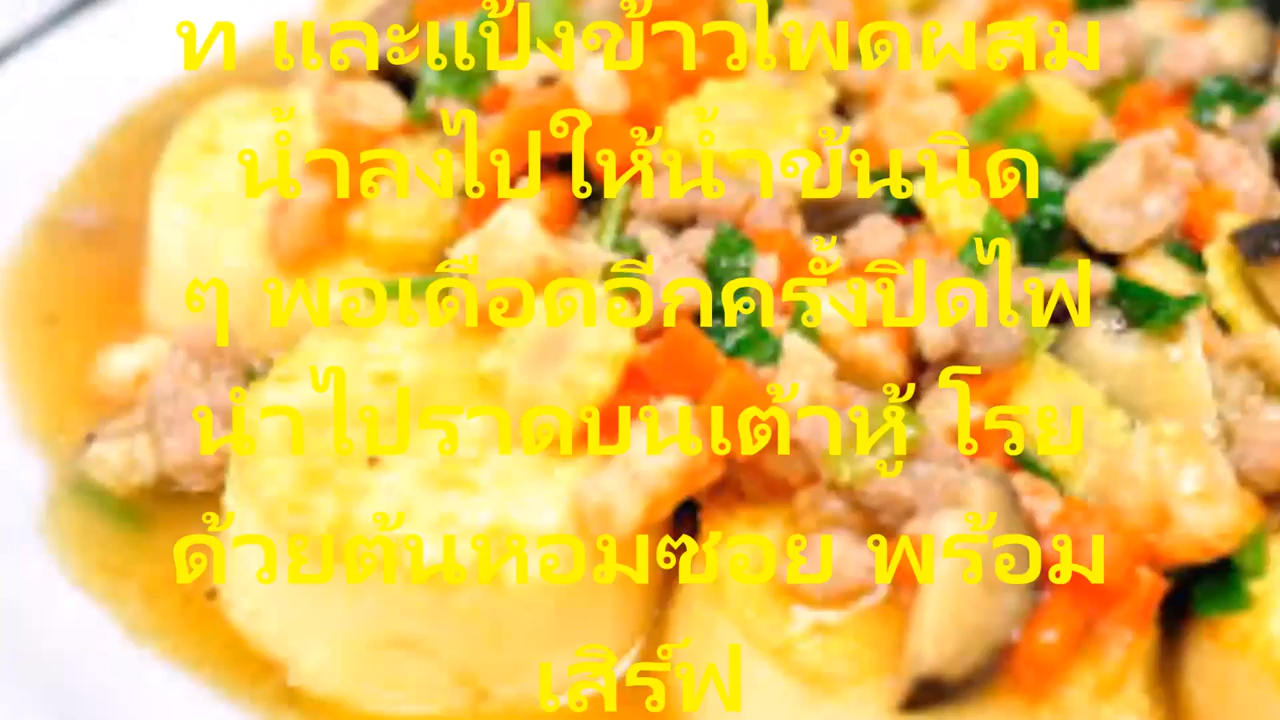 ท และแป้งข้าวโพดผสม
น้ำลงไป ให้น้ำข้นนิด
ๆ พอเดือดอีกครั้งปิดไฟ
นำไปราดบนเต้าหู้ โรย
ด้วยต้นหอมซอย พร้อม
เสิร์ฟ